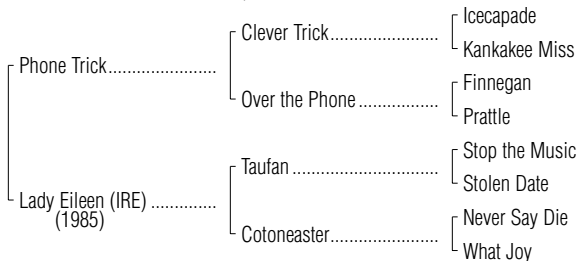 Icecapade
Clever Trick....................
Kankakee Miss
Phone Trick....................
Finnegan
Over the Phone ...............
Prattle
Stop the Music
Taufan ...........................
Stolen Date
Lady Eileen (IRE) ............
(1985)
Never Say Die
Cotoneaster....................
What Joy